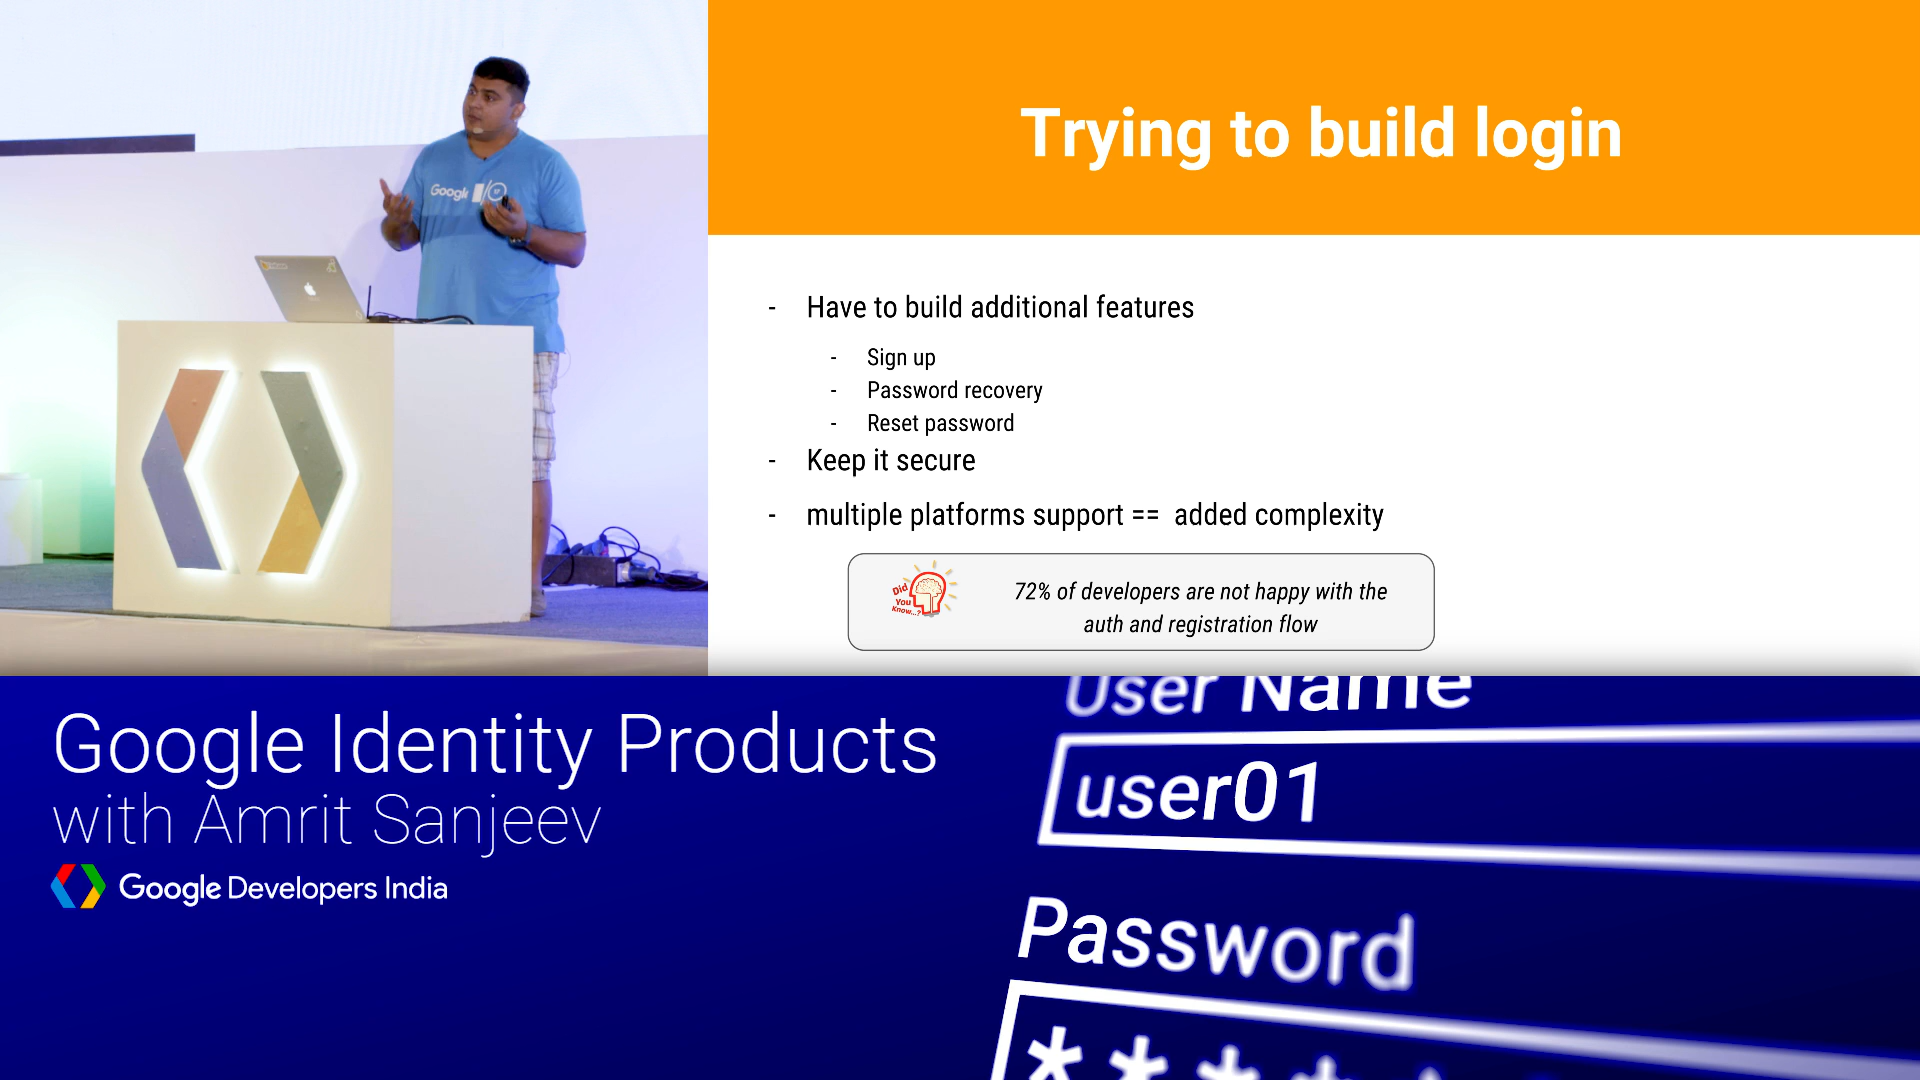 Google I/O 17
Trying to build login
- Have to build additional features
- Sign up
- Password recovery
- Reset password
- Keep it secure
- multiple platforms support == added complexity
Did
You
Know...?
72% of developers are not happy with the
auth and registration flow
Google Identity Products
with Amrit Sanjeev
Google Developers India
User Name
user01
Password
*****